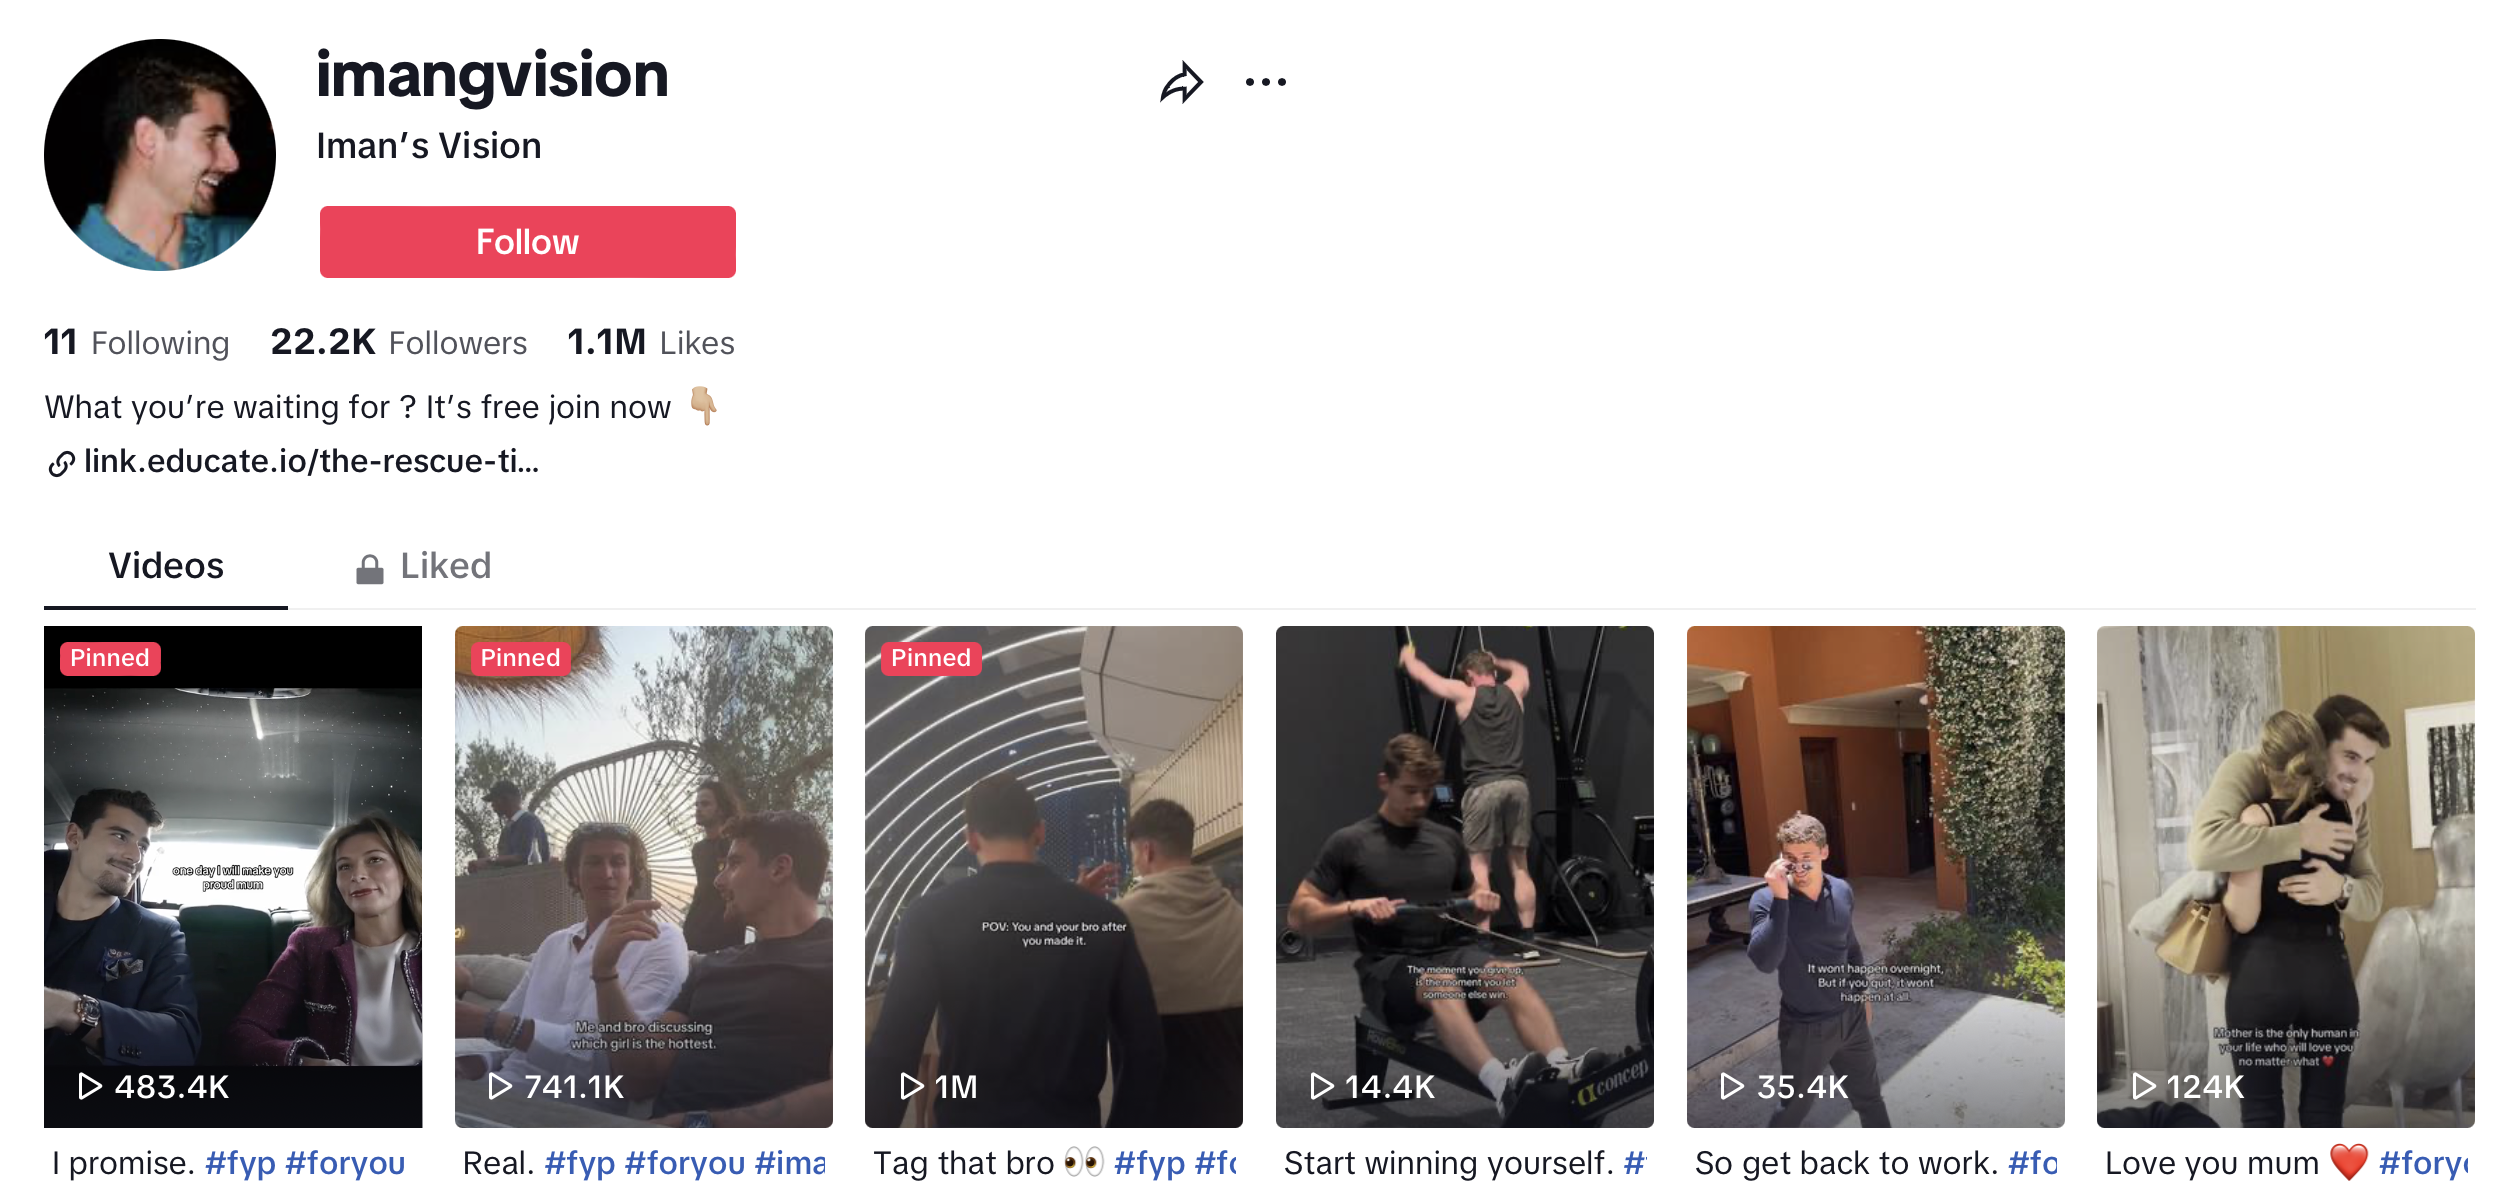 imangvision
Iman’s Vision
Follow
11 Following 22.2K Followers 1.1M Likes
What you’re waiting for ? It’s free join now 👇🏼
link.educate.io/the-rescue-ti...
Videos
Liked
Pinned
one day I will make you
proud mum
483.4K
I promise. #fyp #foryou
Pinned
Me and bro discussing
which girl is the hottest.
741.1K
Real. #fyp #foryou #ima
Pinned
POV: You and your bro after
you made it.
1M
Tag that bro 👀 #fyp #fo
The moment you give up,
is the moment you let
someone else win.
concep
14.4K
Start winning yourself. #
It wont happen overnight,
But if you quit, it wont
happen at all.
35.4K
So get back to work. #fo
Mother is the only human in
your life who will love you
no matter what ❤️
124K
Love you mum ❤️ #foryo